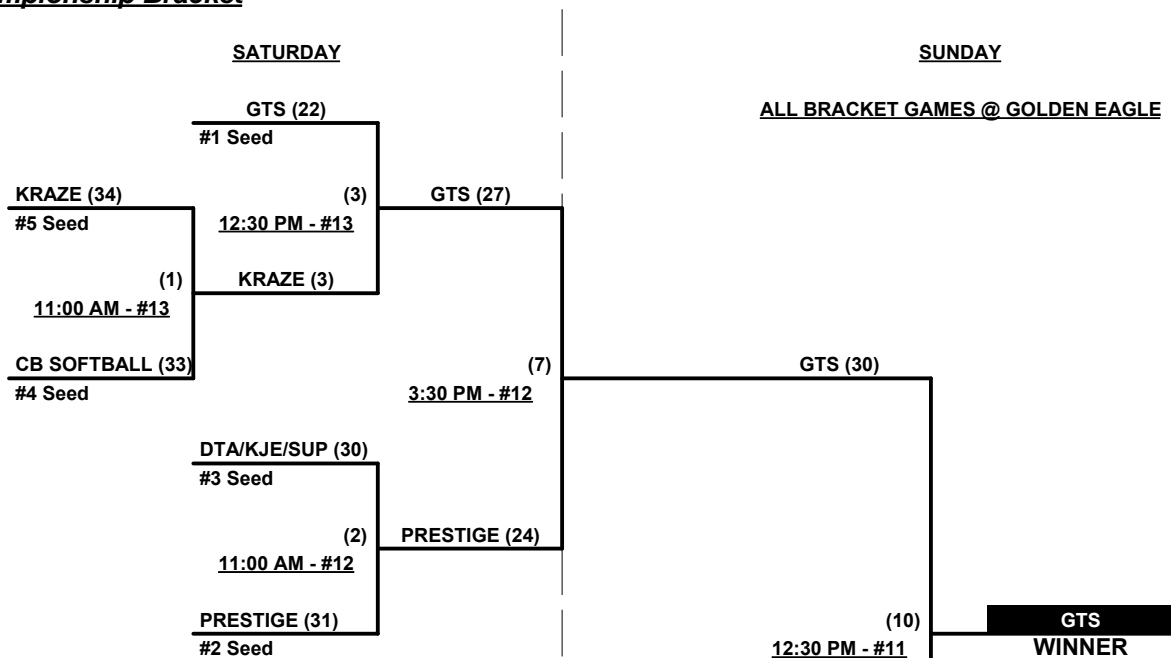 SATURDAY
SUNDAY
GTS (22)
ALL BRACKET GAMES @ GOLDEN EAGLE
#1 Seed
KRAZE (34)
(3)
GTS (27)
#5 Seed
12:30 PM - #13
(1)
KRAZE (3)
11:00 AM - #13
CB SOFTBALL (33)
(7)
GTS (30)
#4 Seed
3:30 PM - #12
DTA/KJE/SUP (30)
#3 Seed
(2)
PRESTIGE (24)
11:00 AM - #12
PRESTIGE (31)
(10)
GTS
#2 Seed
12:30 PM - #11
WINNER